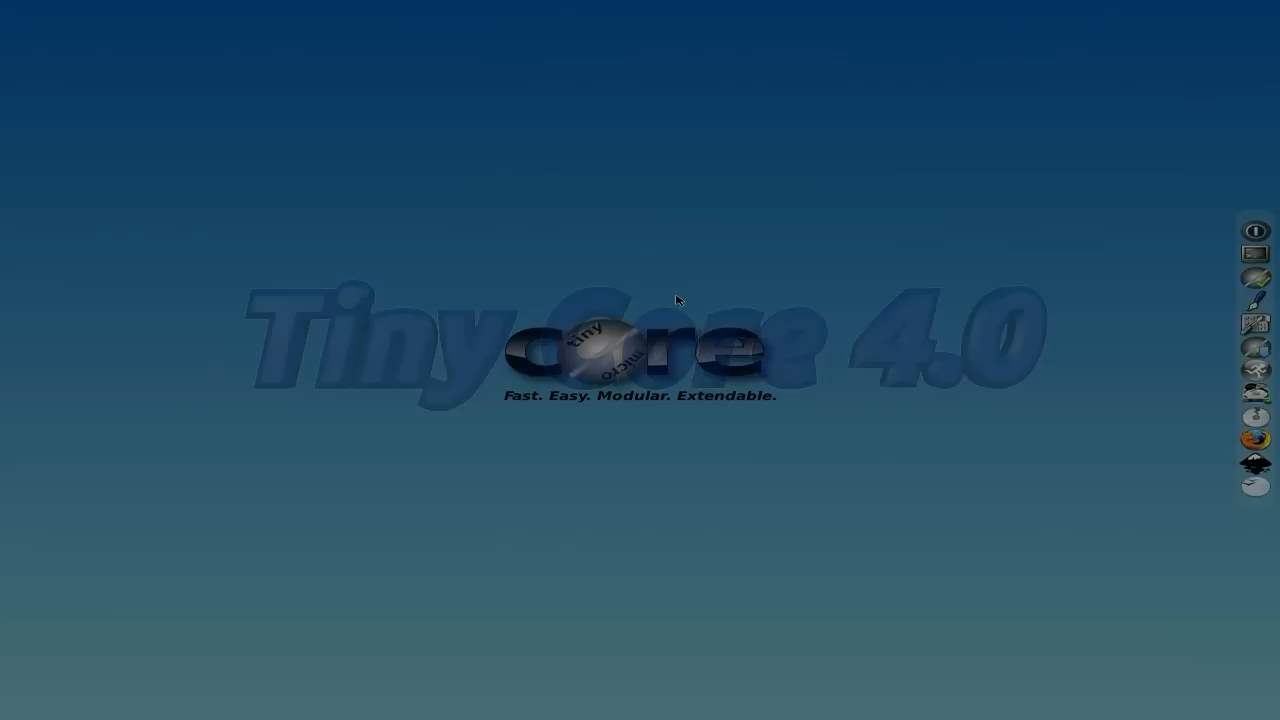 Tiny Core 4.0
core
tiny
micro
Fast. Easy. Modular. Extendable.